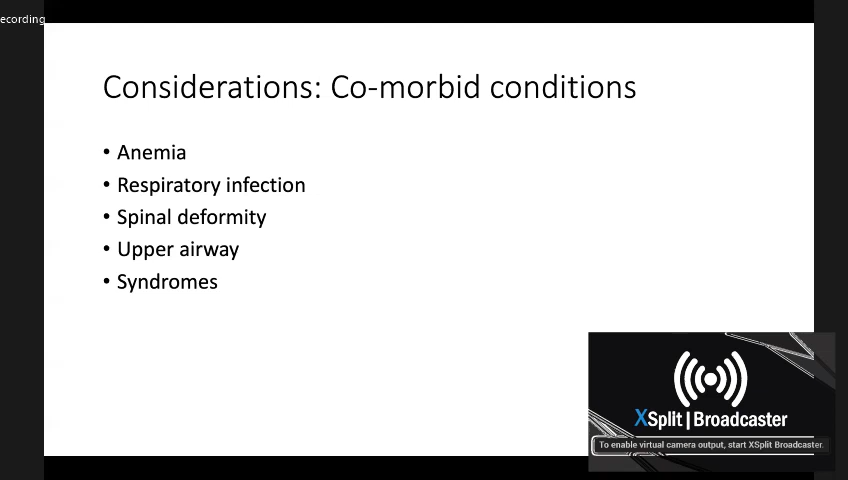 ecording
Considerations: Co-morbid conditions
• Anemia
• Respiratory infection
• Spinal deformity
• Upper airway
• Syndromes
XSplit | Broadcaster
To enable virtual camera output, start XSplit Broadcaster.